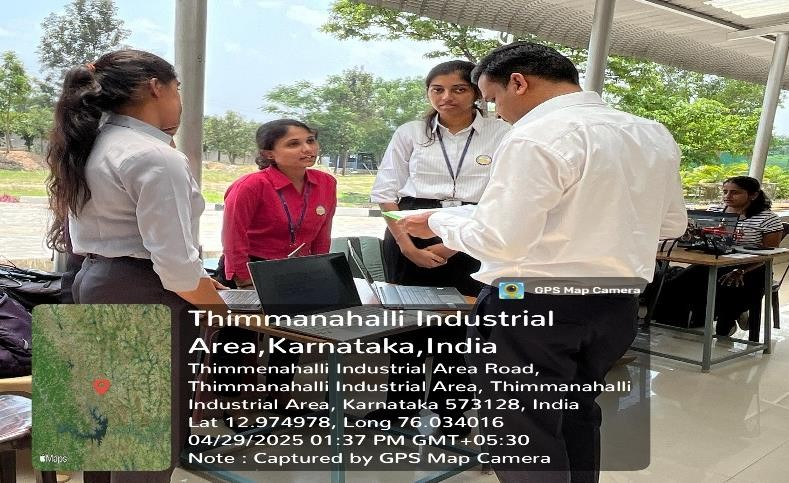 GPS Map Camera
Thimmanahalli Industrial
Area,Karnataka,India
Thimmenahalli Industrial Area Road,
Thimmanahalli Industrial Area, Thimmanahalli
Industrial Area, Karnataka 573128, India
Lat 12.974978, Long 76.034016
04/29/2025 01:37 PM GMT+05:30
Note : Captured by GPS Map Camera
Maps